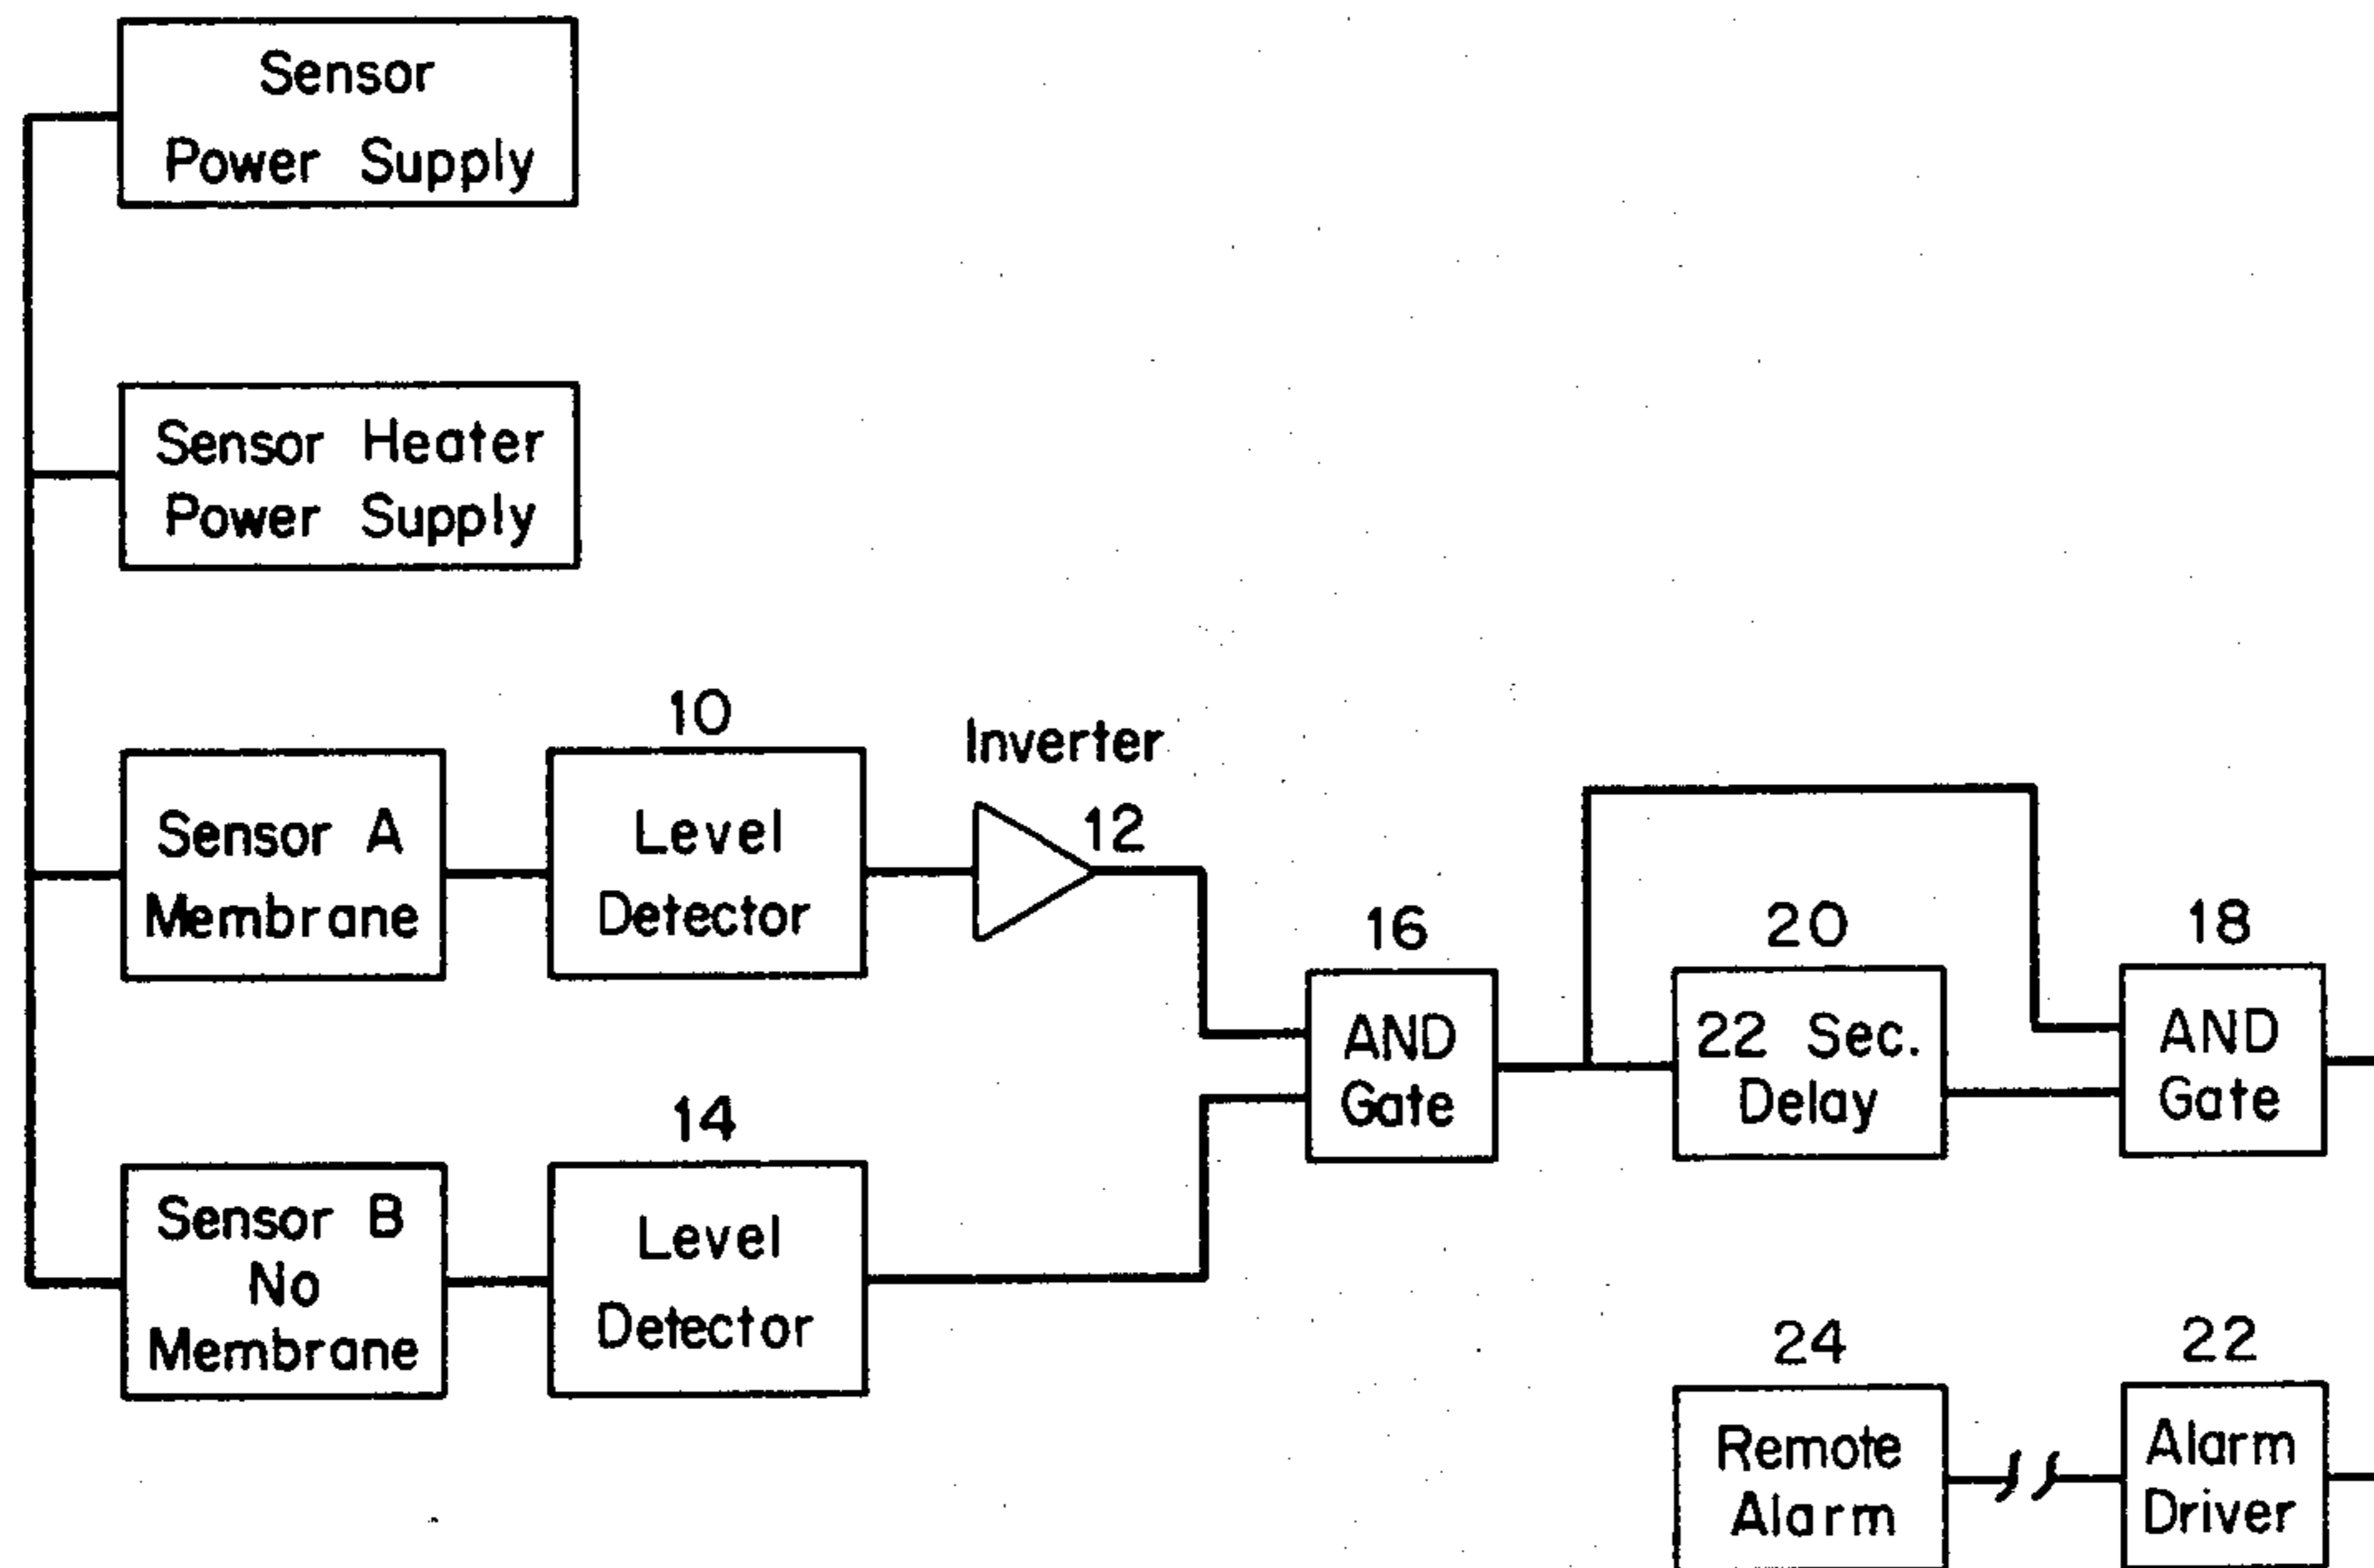 Sensor
Power Supply
Sensor Heater
Power Supply
10
Inverter
12
Sensor A
Membrane
Level
Detector
16
20
18
AND
Gate
22 Sec.
Delay
AND
Gate
14
Sensor B
No
Membrane
Level
Detector
24
22
Remote
Alarm
Alarm
Driver